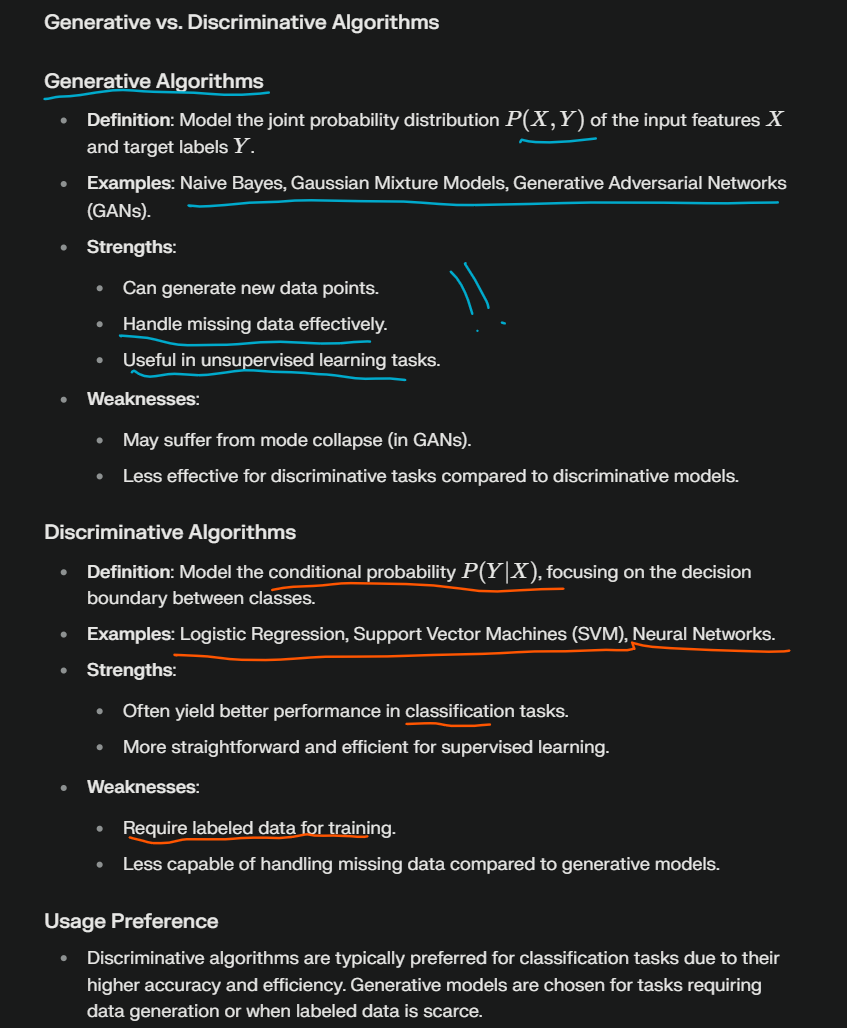 Generative vs. Discriminative Algorithms
Generative Algorithms
• Definition: Model the joint probability distribution P(X, Y) of the input features X
and target labels Y.
• Examples: Naive Bayes, Gaussian Mixture Models, Generative Adversarial Networks
(GANs).
• Strengths:
• Can generate new data points.
• Handle missing data effectively.
• Useful in unsupervised learning tasks.
• Weaknesses:
• May suffer from mode collapse (in GANs).
• Less effective for discriminative tasks compared to discriminative models.
Discriminative Algorithms
• Definition: Model the conditional probability P(Y|X), focusing on the decision
boundary between classes.
• Examples: Logistic Regression, Support Vector Machines (SVM), Neural Networks.
• Strengths:
• Often yield better performance in classification tasks.
• More straightforward and efficient for supervised learning.
• Weaknesses:
• Require labeled data for training.
• Less capable of handling missing data compared to generative models.
Usage Preference
• Discriminative algorithms are typically preferred for classification tasks due to their
higher accuracy and efficiency. Generative models are chosen for tasks requiring
data generation or when labeled data is scarce.